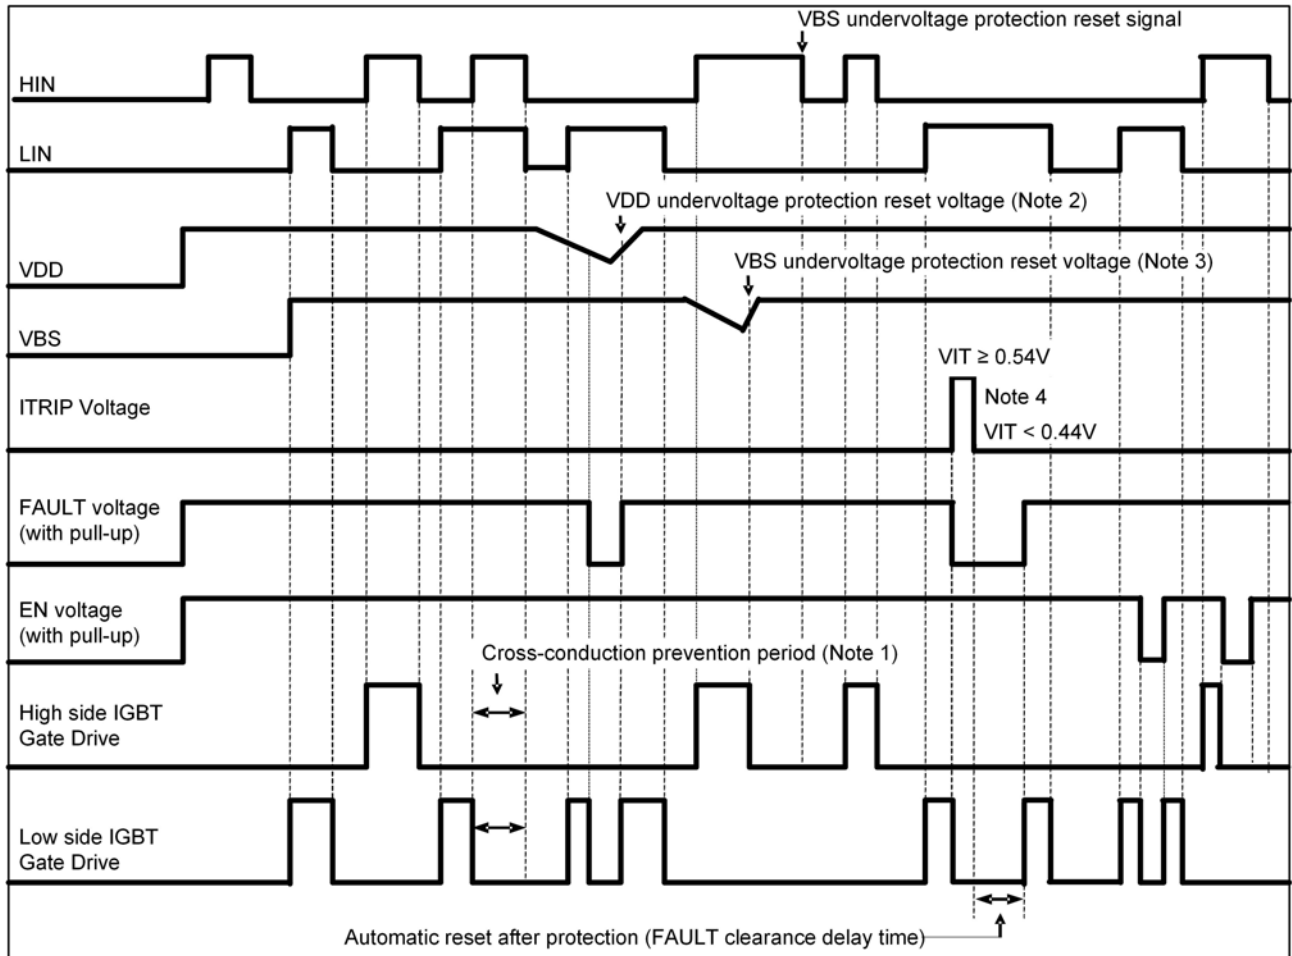 VBS undervoltage protection reset signal
HIN
LIN
VDD undervoltage protection reset voltage (Note 2)
VDD
VBS undervoltage protection reset voltage (Note 3)
VBS
VIT ≥ 0.54V
ITRIP Voltage
Note 4
VIT < 0.44V
FAULT voltage
(with pull-up)
EN voltage
(with pull-up)
Cross-conduction prevention period (Note 1)
High side IGBT
Gate Drive
Low side IGBT
Gate Drive
Automatic reset after protection (FAULT clearance delay time)